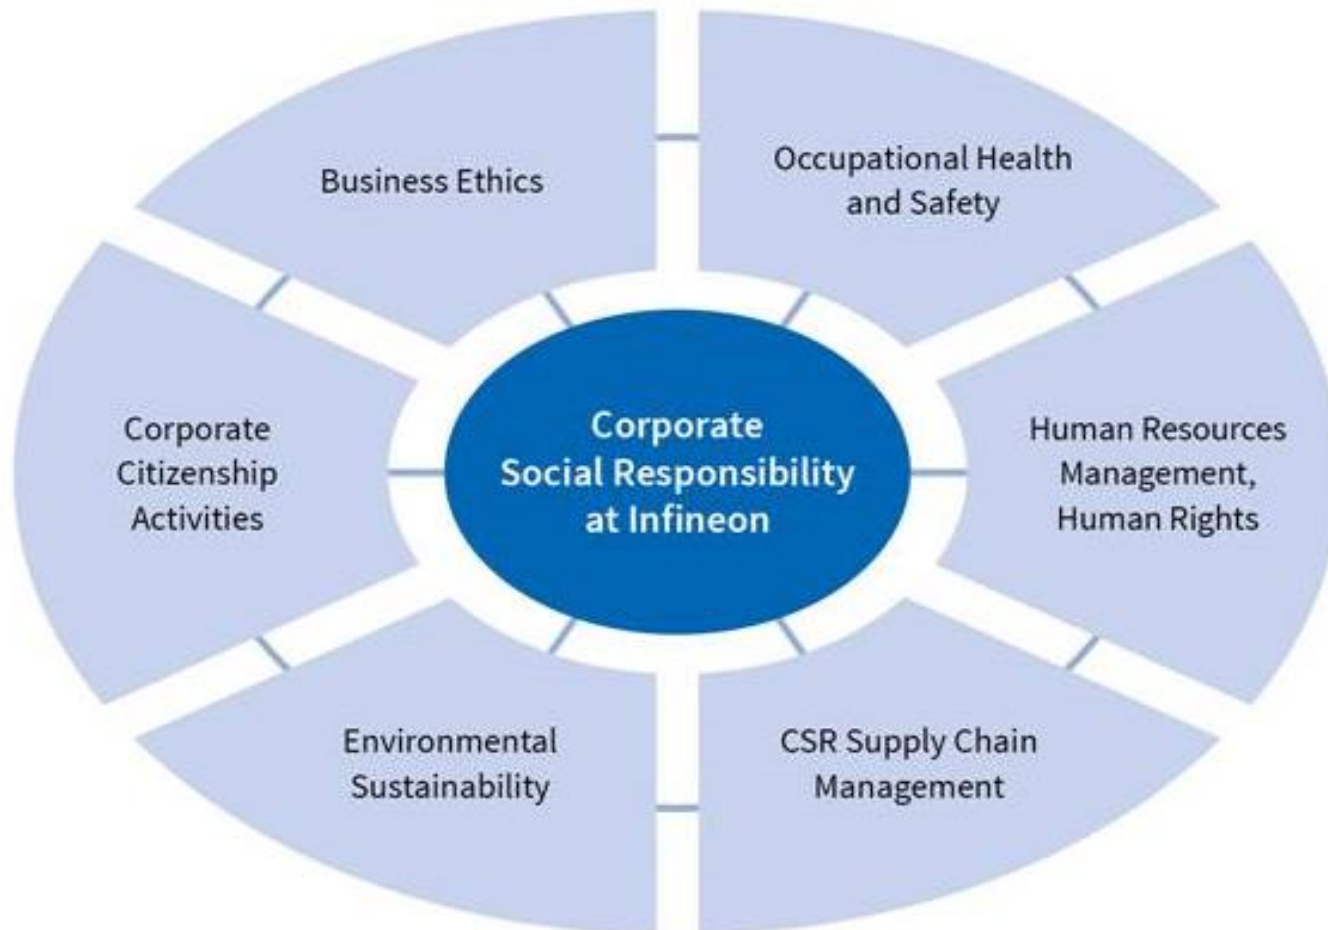 Business Ethics
Occupational Health
and Safety
Corporate
Citizenship
Activities
Corporate
Social Responsibility
at Infineon
Human Resources
Management,
Human Rights
Environmental
Sustainability
CSR Supply Chain
Management